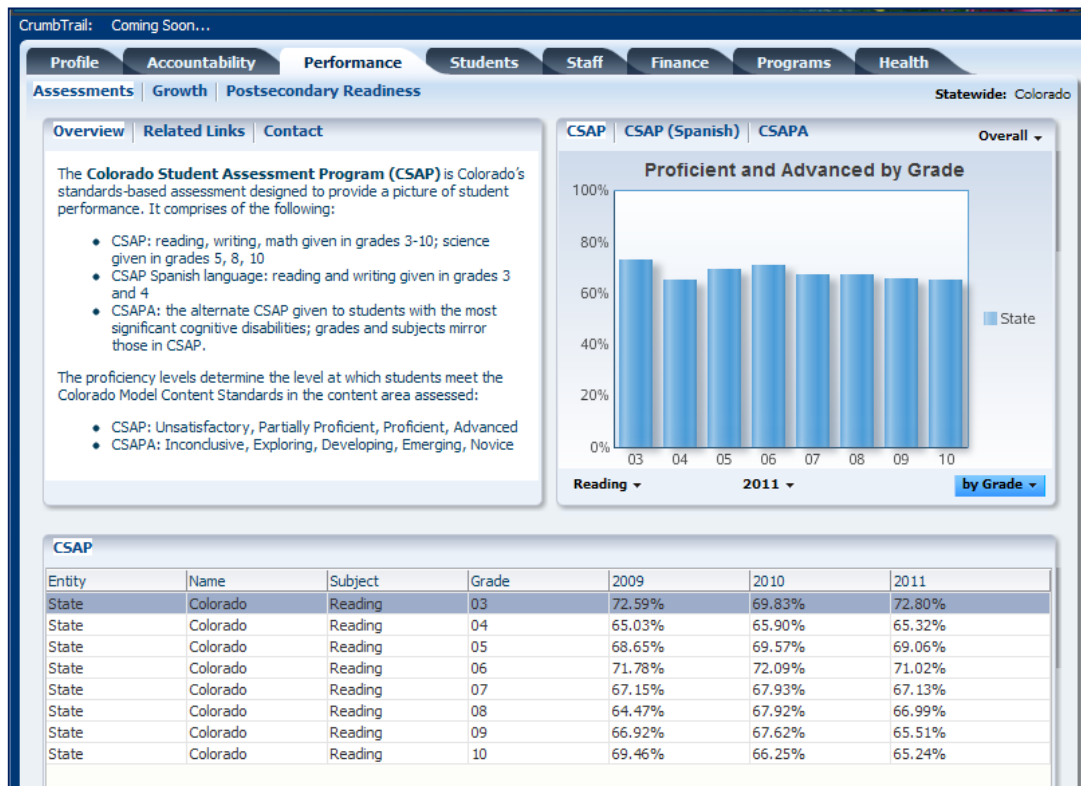 CrumbTrail: Coming Soon...
Profile Accountability Performance Students Staff Finance Programs Health
Assessments Growth Postsecondary Readiness
Statewide: Colorado
Overview Related Links Contact
The Colorado Student Assessment Program (CSAP) is Colorado's
standards-based assessment designed to provide a picture of student
performance. It comprises of the following:
• CSAP: reading, writing, math given in grades 3-10; science
given in grades 5, 8, 10
• CSAP Spanish language: reading and writing given in grades 3
and 4
• CSAPA: the alternate CSAP given to students with the most
significant cognitive disabilities; grades and subjects mirror
those in CSAP.
The proficiency levels determine the level at which students meet the
Colorado Model Content Standards in the content area assessed:
• CSAP: Unsatisfactory, Partially Proficient, Proficient, Advanced
• CSAPA: Inconclusive, Exploring, Developing, Emerging, Novice
CSAP CSAP (Spanish) CSAPA
Overall
Proficient and Advanced by Grade
100%
80%
60%
40%
20%
0%
03 04 05 06 07 08 09 10
State
Reading 2011 by Grade
CSAP
Entity Name Subject Grade 2009 2010 2011
State Colorado Reading 03 72.59% 69.83% 72.80%
State Colorado Reading 04 65.03% 65.90% 65.32%
State Colorado Reading 05 68.65% 69.57% 69.06%
State Colorado Reading 06 71.78% 72.09% 71.02%
State Colorado Reading 07 67.15% 67.93% 67.13%
State Colorado Reading 08 64.47% 67.92% 66.99%
State Colorado Reading 09 66.92% 67.62% 65.51%
State Colorado Reading 10 69.46% 66.25% 65.24%